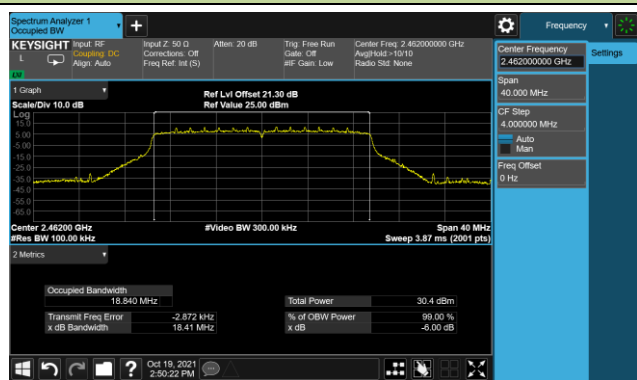 Spectrum Analyzer 1
Occupied BW
Frequency
KEYSIGHT
L
LXI
Input: RF
Coupling: DC
Align: Auto
Input Z: 50 Ω
Corrections: Off
Freq Ref: Int (S)
Atten: 20 dB
Trig: Free Run
Gate: Off
#IF Gain: Low
Center Freq: 2.462000000 GHz
Avg|Hold:>10/10
Radio Std: None
Center Frequency
2.462000000 GHz
Settings
Span
40.000 MHz
CF Step
4.000000 MHz
Auto
Man
Freq Offset
0 Hz
1 Graph
Scale/Div 10.0 dB
Ref Lvl Offset 21.30 dB
Ref Value 25.00 dBm
Log
15.0
5.00
-5.00
-15.0
-25.0
-35.0
-45.0
-55.0
-65.0
Center 2.46200 GHz
#Res BW 100.00 kHz
#Video BW 300.00 kHz
Span 40 MHz
Sweep 3.87 ms (2001 pts)
2 Metrics
Occupied Bandwidth
18.840 MHz
Total Power 30.4 dBm
Transmit Freq Error -2.872 kHz
% of OBW Power 99.00 %
x dB Bandwidth 18.41 MHz
x dB -6.00 dB
?
Oct 19, 2021
2:50:22 PM